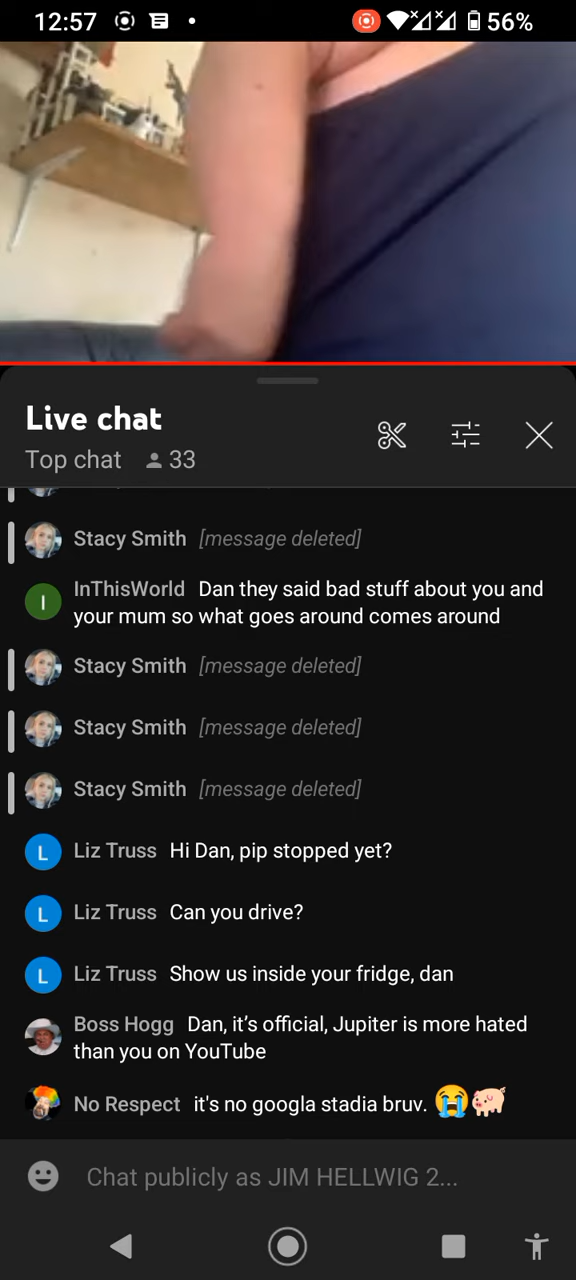 12:57
56%
Live chat
Top chat 33
Stacy Smith [message deleted]
I InThisWorld Dan they said bad stuff about you and
your mum so what goes around comes around
Stacy Smith [message deleted]
Stacy Smith [message deleted]
Stacy Smith [message deleted]
L Liz Truss Hi Dan, pip stopped yet?
L Liz Truss Can you drive?
L Liz Truss Show us inside your fridge, dan
Boss Hogg Dan, it’s official, Jupiter is more hated
than you on YouTube
No Respect it's no googla stadia bruv. 😭🐖
Chat publicly as JIM HELLWIG 2...